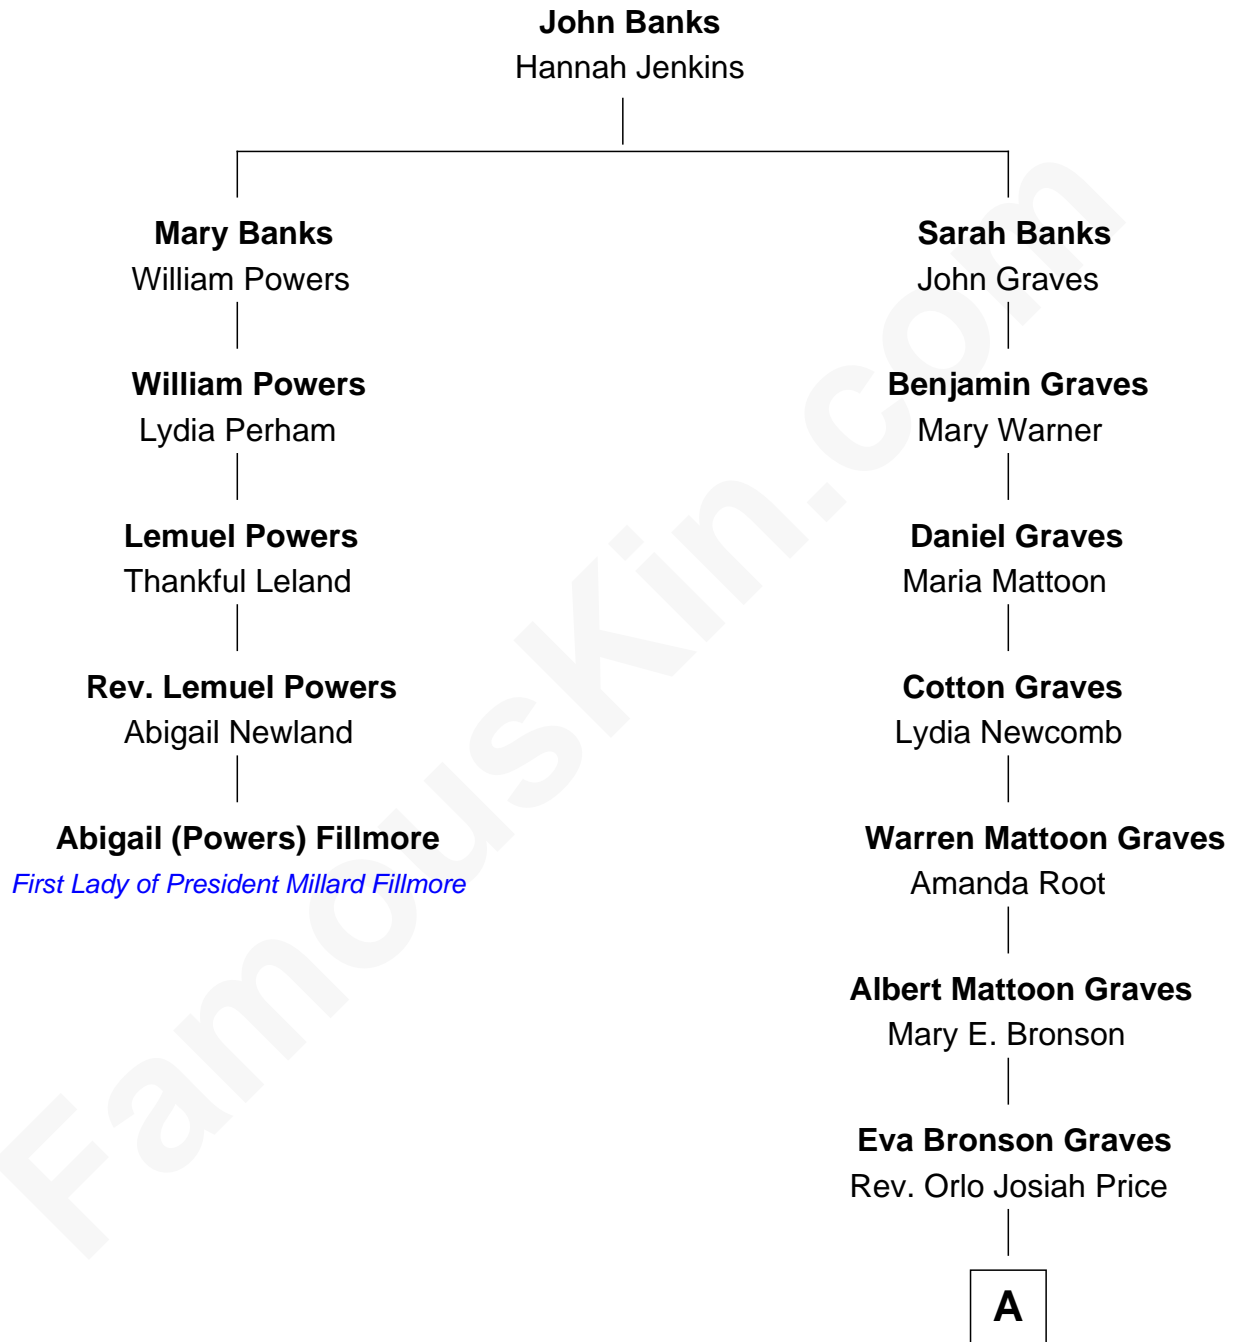 John Banks
Hannah Jenkins
Mary Banks
William Powers
William Powers
Lydia Perham
Lemuel Powers
Thankful Leland
Rev. Lemuel Powers
Abigail Newland
Abigail (Powers) Fillmore
First Lady of President Millard Fillmore
Sarah Banks
John Graves
Benjamin Graves
Mary Warner
Daniel Graves
Maria Mattoon
Cotton Graves
Lydia Newcomb
Warren Mattoon Graves
Amanda Root
Albert Mattoon Graves
Mary E. Bronson
Eva Bronson Graves
Rev. Orlo Josiah Price
A
FamousKin.com